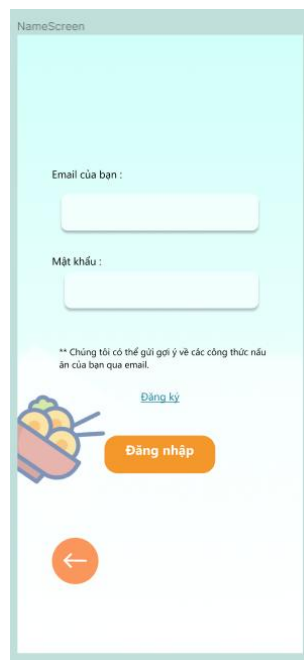 NameScreen
Email của bạn :
Mật khẩu :
** Chúng tôi có thể gửi gợi ý về các công thức nấu
ăn của bạn qua email.
Đăng ký
Đăng nhập